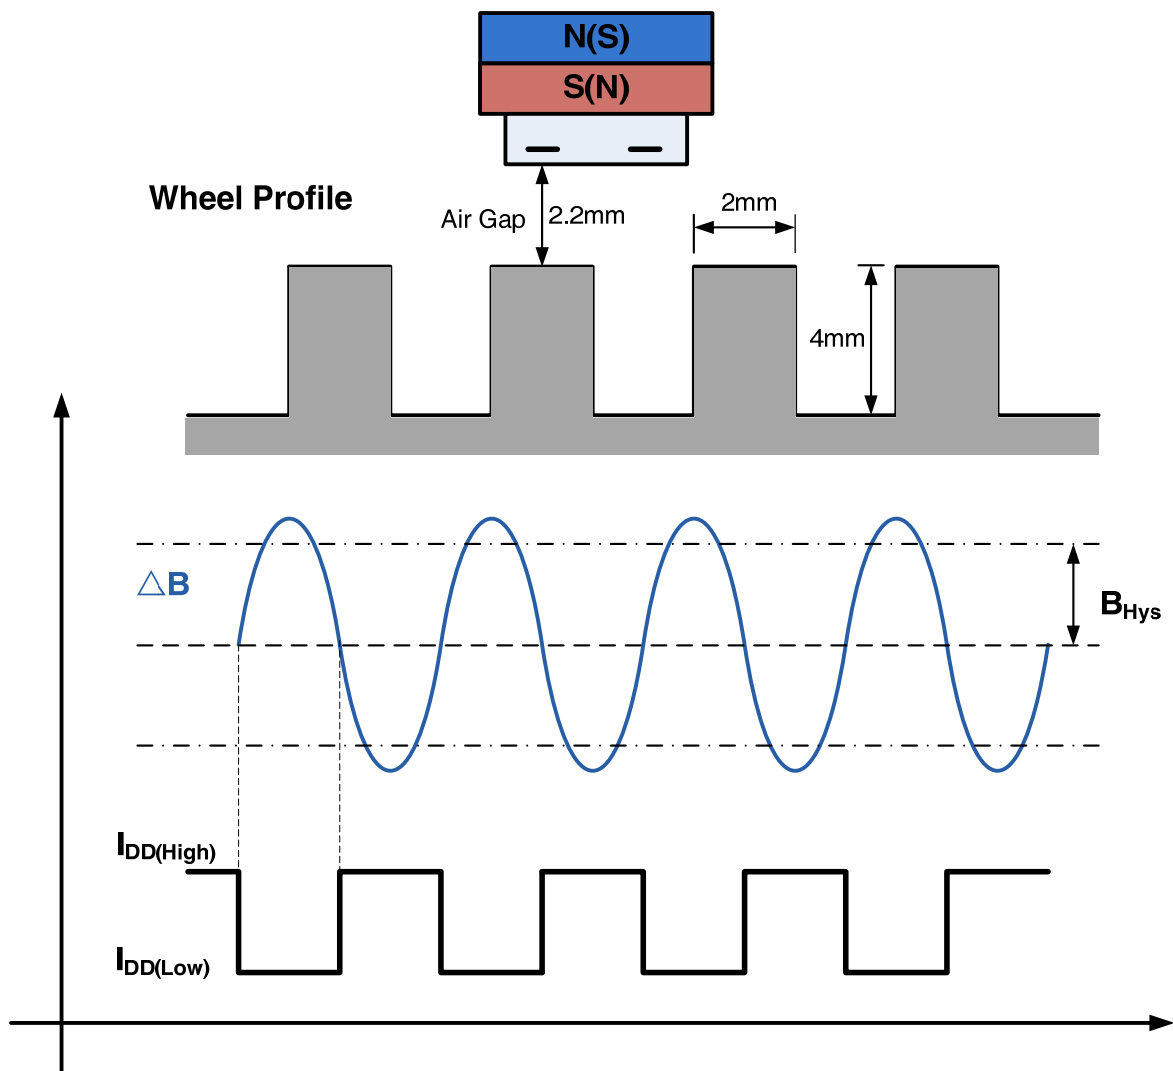 N(S)
S(N)
Wheel Profile
Air Gap
2.2mm
2mm
4mm
△B
BHys
IDD(High)
IDD(Low)